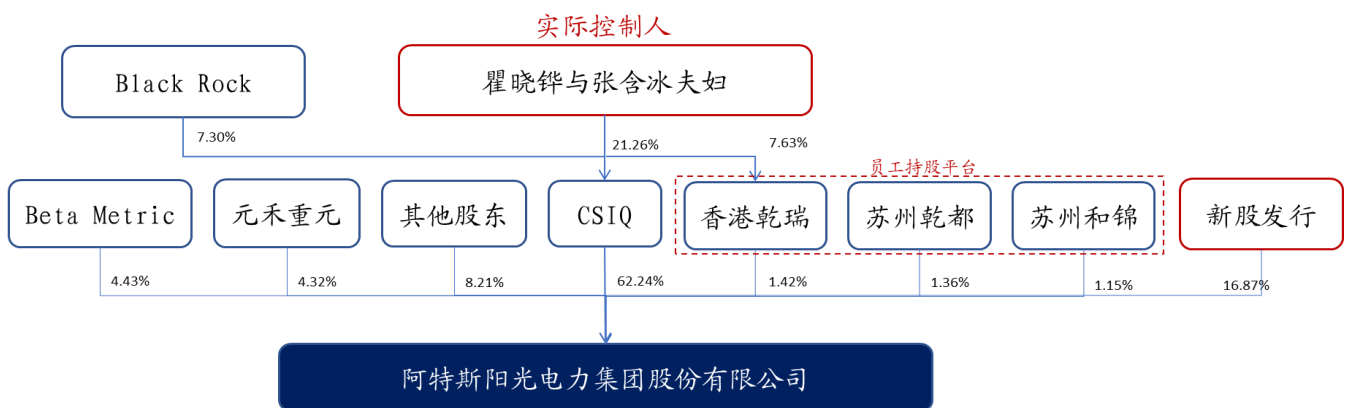 实际控制人
Black Rock
瞿晓铧与张含冰夫妇
7.30%
21.26%
7.63%
员工持股平台
Beta Metric
元禾重元
其他股东
CSIQ
香港乾瑞
苏州乾都
苏州和锦
新股发行
4.43%
4.32%
8.21%
62.24%
1.42%
1.36%
1.15%
16.87%
阿特斯阳光电力集团股份有限公司